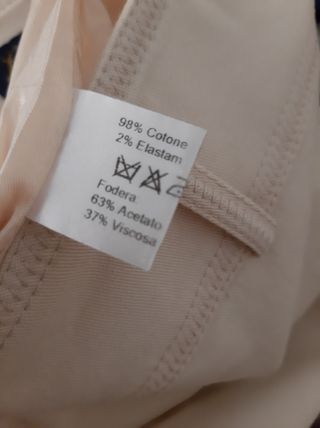 98% Cotone
2% Elastam
Fodera:
63% Acetato
37% Viscosa